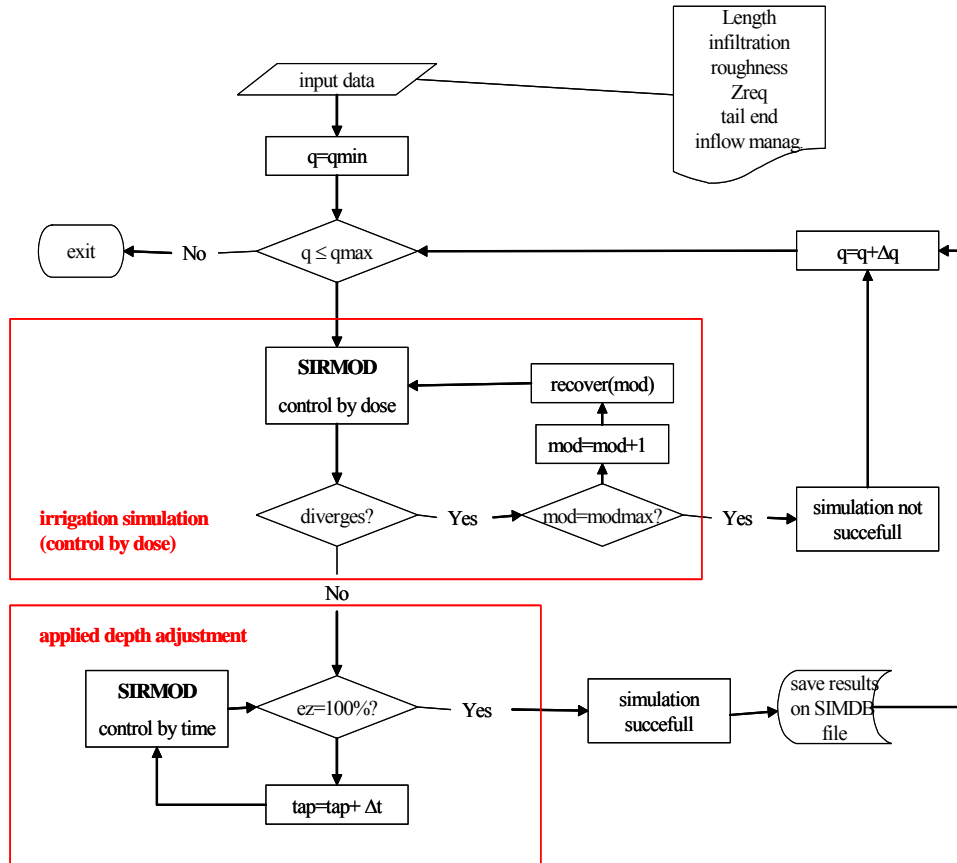 Length
infiltration
roughness
Zreq
tail end
inflow manag.
input data
q=qmin
exit
No
q ≤ qmax
q=q+Δq
SIRMOD
control by dose
recover(mod)
mod=mod+1
irrigation simulation
(control by dose)
diverges?
Yes
mod=modmax?
Yes
simulation not
succefull
No
applied depth adjustment
SIRMOD
control by time
ez=100%?
Yes
simulation
succefull
save results
on SIMDB
file
tap=tap+ Δt